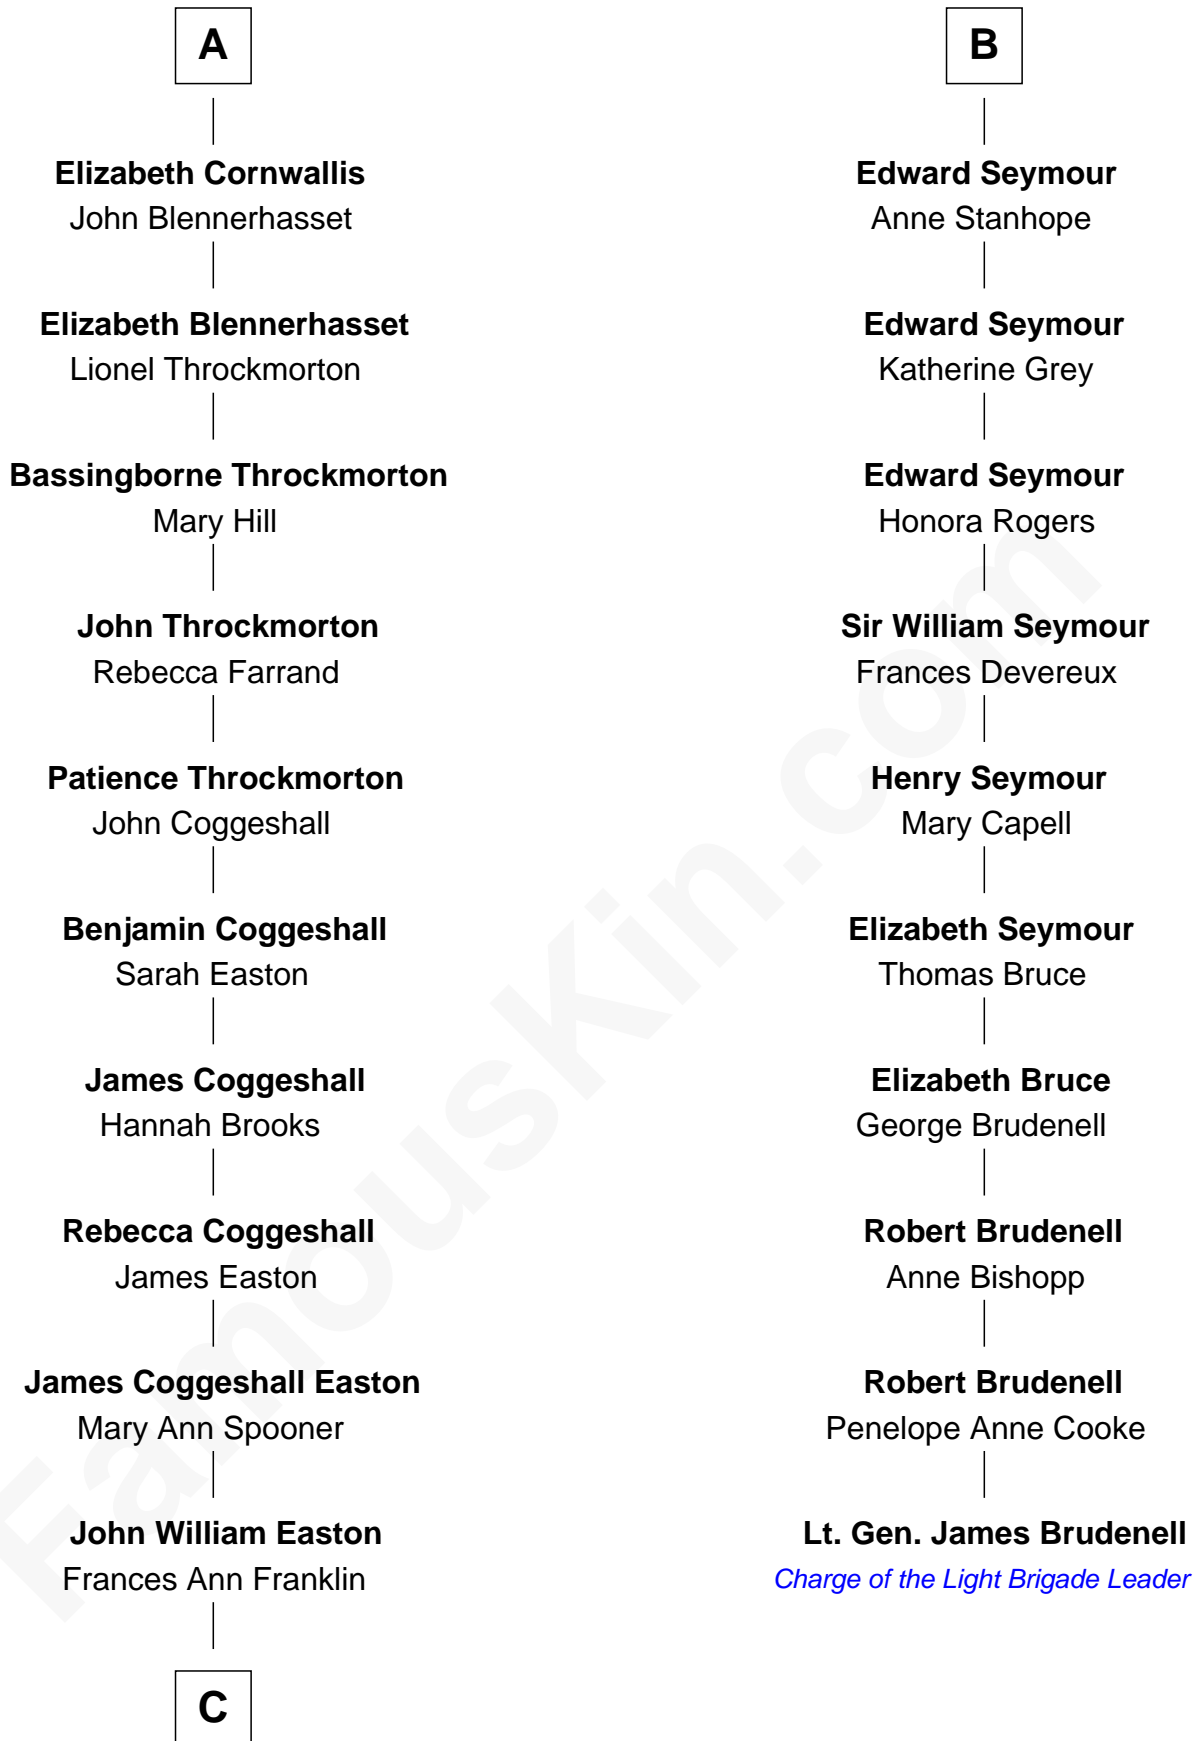 A
Elizabeth Cornwallis
John Blennerhasset
Elizabeth Blennerhasset
Lionel Throckmorton
Bassingborne Throckmorton
Mary Hill
John Throckmorton
Rebecca Farrand
Patience Throckmorton
John Coggeshall
Benjamin Coggeshall
Sarah Easton
James Coggeshall
Hannah Brooks
Rebecca Coggeshall
James Easton
James Coggeshall Easton
Mary Ann Spooner
John William Easton
Frances Ann Franklin
C
B
Edward Seymour
Anne Stanhope
Edward Seymour
Katherine Grey
Edward Seymour
Honora Rogers
Sir William Seymour
Frances Devereux
Henry Seymour
Mary Capell
Elizabeth Seymour
Thomas Bruce
Elizabeth Bruce
George Brudenell
Robert Brudenell
Anne Bishopp
Robert Brudenell
Penelope Anne Cooke
Lt. Gen. James Brudenell
Charge of the Light Brigade Leader
FamousKin.com